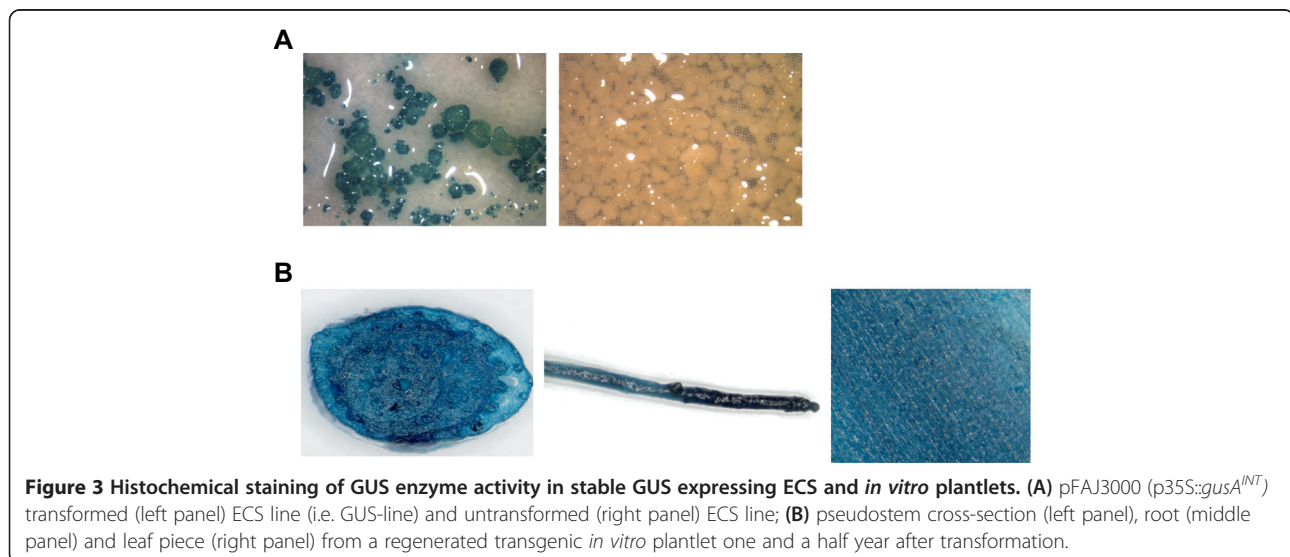 A
B
Figure 3 Histochemical staining of GUS enzyme activity in stable GUS expressing ECS and in vitro plantlets. (A) pFAJ3000 (p35S::gusA^INT)
transformed (left panel) ECS line (i.e. GUS-line) and untransformed (right panel) ECS line; (B) pseudostem cross-section (left panel), root (middle
panel) and leaf piece (right panel) from a regenerated transgenic in vitro plantlet one and a half year after transformation.